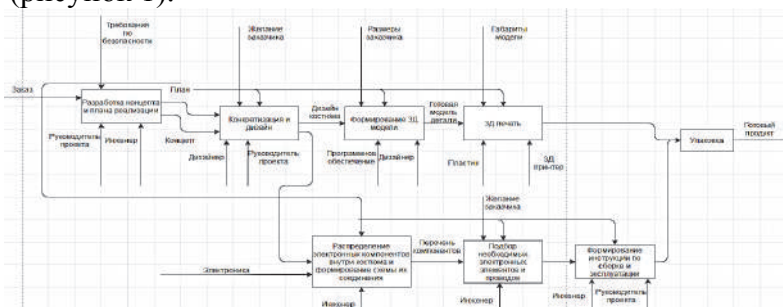 (рисунок 1).
Требования
по
безопасности
Желание
заказчика
Размеры
заказчика
Габариты
модели
Заказ
План
Разработка концепта
и плана реализации
Конкретизация и
дизайн
Дизайн
костюма
Формирование 3Д
модели
Готовая
модель
детали
3Д печать
Упаковка
Готовый
продукт
Руководитель
проекта
Инженер
Концепт
Дизайнер
Руководитель
проекта
Программное
обеспечение
Дизайнер
Пластик
3Д
принтер
Желание
заказчика
Распределение
электронных компонентов
внутри костюма и
формирование схемы их
соединения
Перечень
компонентов
Подбор
необходимых
электронных
элементов и
проводов
Формирование
инструкции по
сборке и
эксплуатации
Электроника
Инженер
Инженер
Инженер
Руководитель
проекта